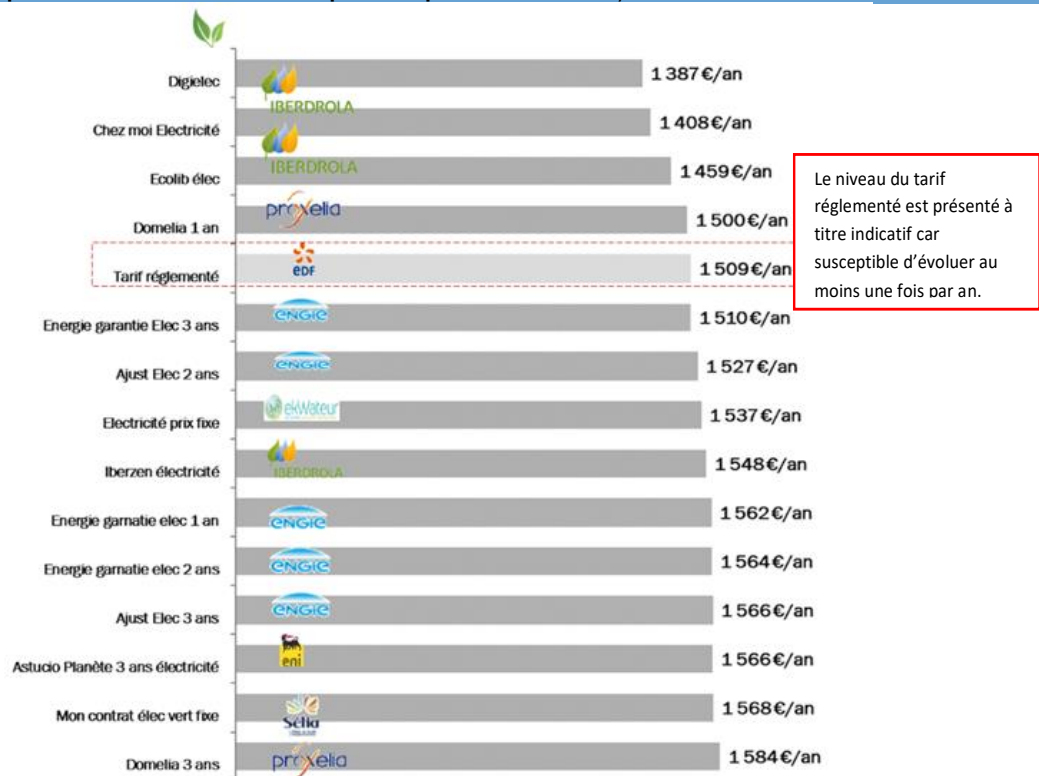 Digielec
IBERDROLA
1 387€/an
Chez moi Electricité
IBERDROLA
1 408€/an
Ecolib élec
1 459€/an
Domelia 1 an
proxelia
1 500€/an
Tarif réglementé
eDF
1 509€/an
Le niveau du tarif
réglementé est présenté à
titre indicatif car
susceptible d’évoluer au
moins une fois par an.
Energie garantie Elec 3 ans
ENGIE
1 510€/an
Ajust Elec 2 ans
ENGIE
1 527€/an
Electricité prix fixe
ekWateur
1 537€/an
Iberzen électricité
IBERDROLA
1 548€/an
Energie garnatie elec 1 an
ENGIE
1 562€/an
Energie garnatie elec 2 ans
ENGIE
1 564€/an
Ajust Elec 3 ans
ENGIE
1 566€/an
Astucio Planète 3 ans électricité
eni
1 566€/an
Mon contrat élec vert fixe
Sélia
1 568€/an
Domelia 3 ans
proxelia
1 584€/an